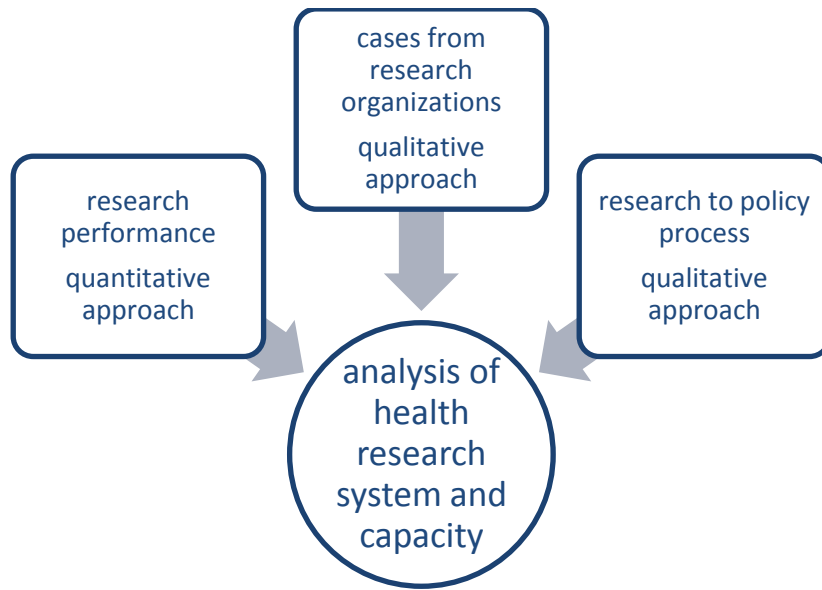 cases from
research
organizations
qualitative
approach
research
performance
quantitative
approach
research to policy
process
qualitative
approach
analysis of
health
research
system and
capacity